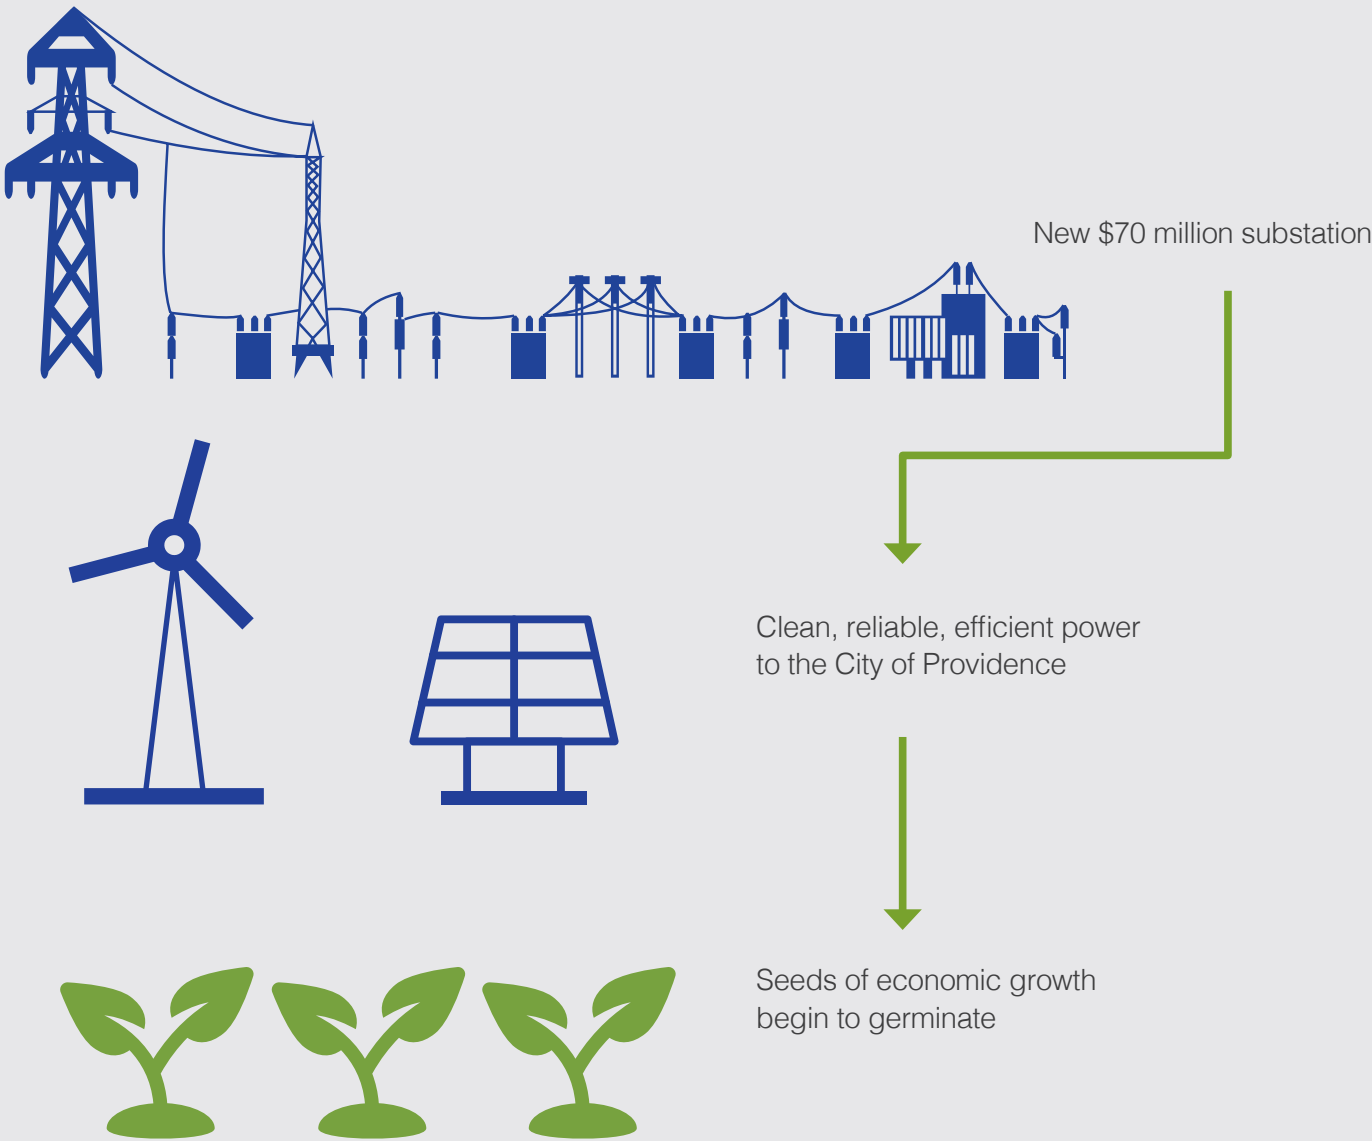 New $70 million substation
Clean, reliable, efficient power
to the City of Providence
Seeds of economic growth
begin to germinate